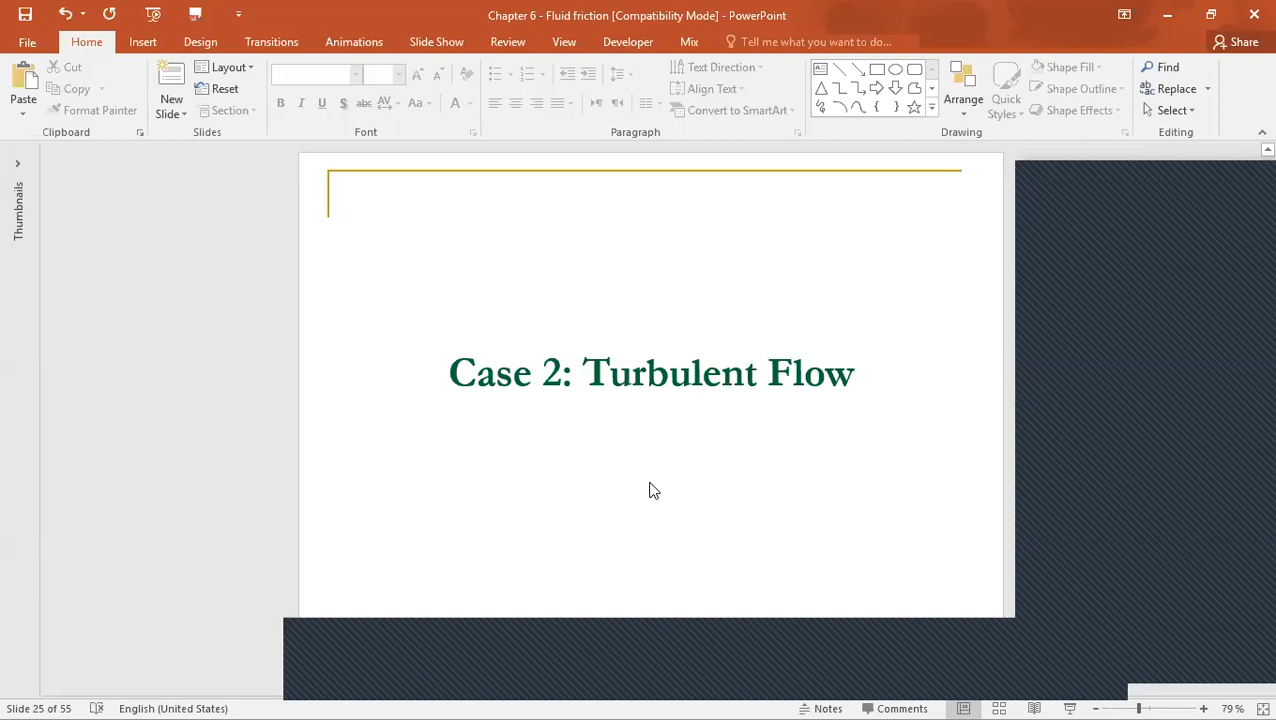 Chapter 6 - Fluid friction [Compatibility Mode] - PowerPoint
File Home Insert Design Transitions Animations Slide Show Review View Developer Mix Tell me what you want to do... Share
Paste
Cut
Copy
Format Painter
Clipboard
New
Slide
Layout
Reset
Section
Slides
B I U S abc AV Aa A
Font
Text Direction
Align Text
Convert to SmartArt
Paragraph
Arrange
Quick
Styles
Shape Fill
Shape Outline
Shape Effects
Drawing
Find
Replace
Select
Editing
Thumbnails
Case 2: Turbulent Flow
Slide 25 of 55 English (United States) Notes Comments 79 %